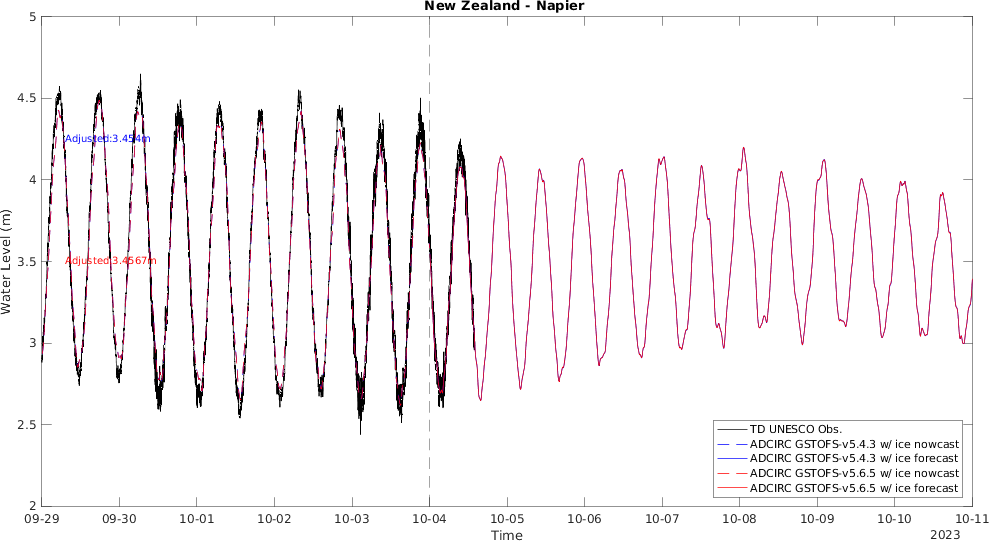 New Zealand - Napier
5
4.5
4
3.5
3
2.5
2
Water Level (m)
Adjusted:3.454m
Adjusted:3.4567m
TD UNESCO Obs.
ADCIRC GSTOFS-v5.4.3 w/ ice nowcast
ADCIRC GSTOFS-v5.4.3 w/ ice forecast
ADCIRC GSTOFS-v5.6.5 w/ ice nowcast
ADCIRC GSTOFS-v5.6.5 w/ ice forecast
09-29 09-30 10-01 10-02 10-03 10-04 10-05 10-06 10-07 10-08 10-09 10-10 10-11
Time
2023